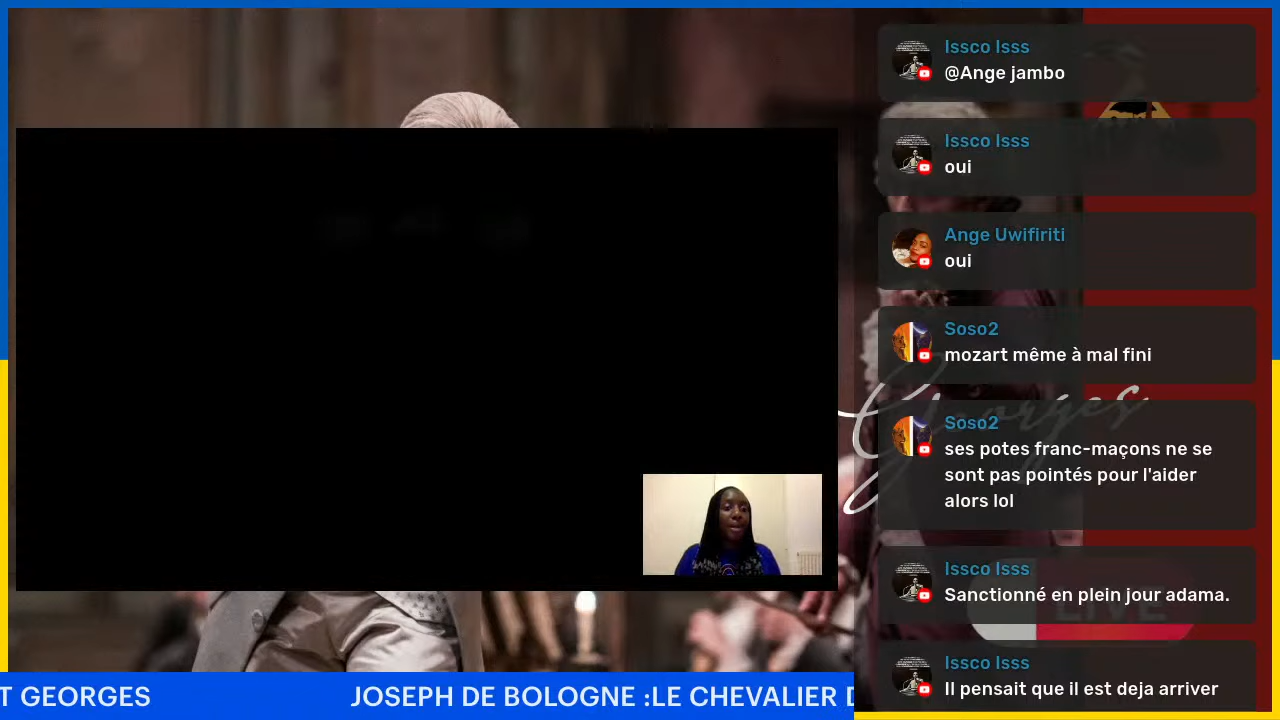 Issco Isss
@Ange jambo
Issco Isss
oui
Ange Uwifiriti
oui
Soso2
mozart même à mal fini
Soso2
ses potes franc-maçons ne se
sont pas pointés pour l'aider
alors lol
Georges
Issco Isss
Sanctionné en plein jour adama.
LIVE
Issco Isss
Il pensait que il est deja arriver
T GEORGES
JOSEPH DE BOLOGNE :LE CHEVALIER D